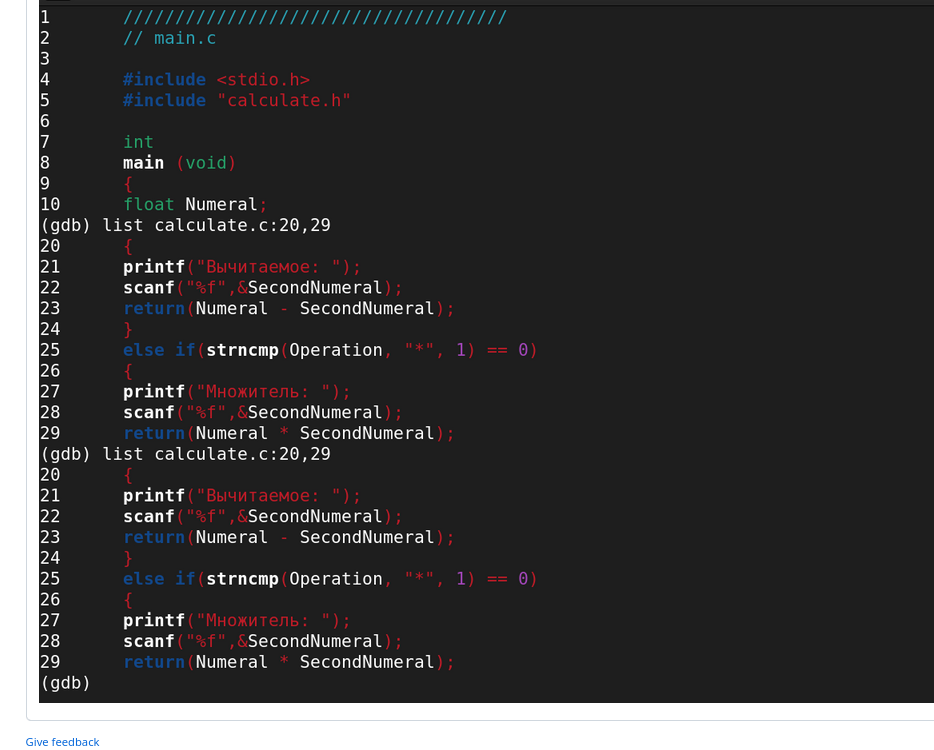 1 /////////////////////////////////////
2 // main.c
3
4 #include <stdio.h>
5 #include "calculate.h"
6
7 int
8 main (void)
9 {
10 float Numeral;
(gdb) list calculate.c:20,29
20 {
21 printf("Вычитаемое: ");
22 scanf("%f",&SecondNumeral);
23 return(Numeral - SecondNumeral);
24 }
25 else if(strncmp(Operation, "*", 1) == 0)
26 {
27 printf("Множитель: ");
28 scanf("%f",&SecondNumeral);
29 return(Numeral * SecondNumeral);
(gdb) list calculate.c:20,29
20 {
21 printf("Вычитаемое: ");
22 scanf("%f",&SecondNumeral);
23 return(Numeral - SecondNumeral);
24 }
25 else if(strncmp(Operation, "*", 1) == 0)
26 {
27 printf("Множитель: ");
28 scanf("%f",&SecondNumeral);
29 return(Numeral * SecondNumeral);
(gdb)
Give feedback